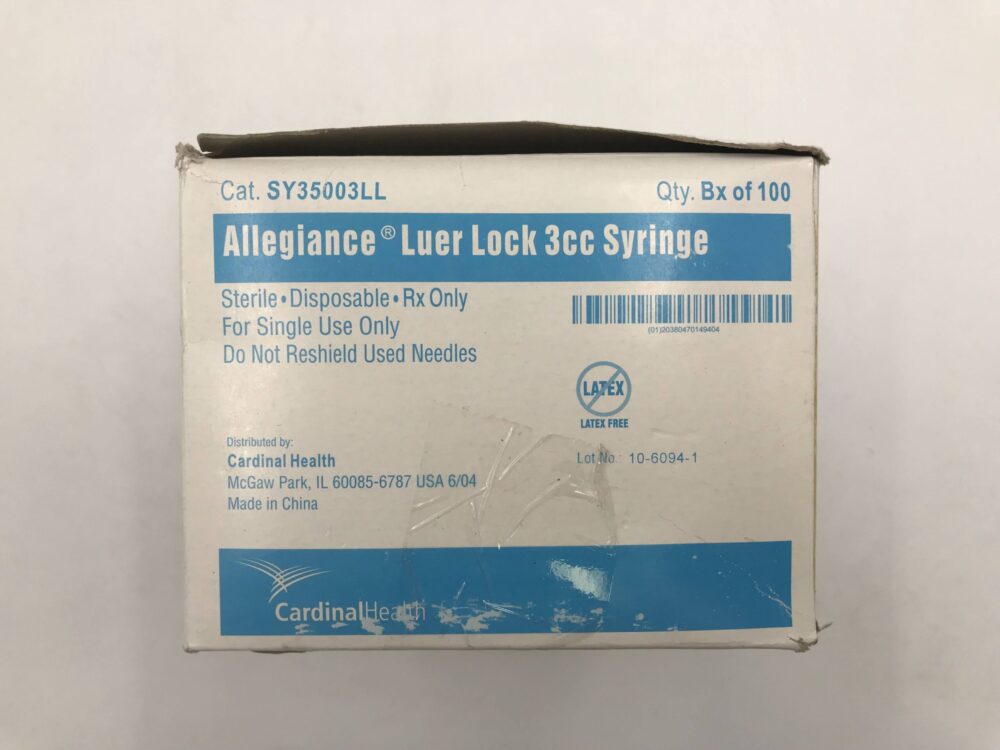 Cat. SY35003LL
Qty. Bx of 100
Allegiance® Luer Lock 3cc Syringe
Sterile • Disposable • Rx Only
For Single Use Only
Do Not Reshield Used Needles
(01)20380470149404
LATEX
LATEX FREE
Distributed by:
Cardinal Health
McGaw Park, IL 60085-6787 USA 6/04
Made in China
Lot No.: 10-6094-1
CardinalHealth